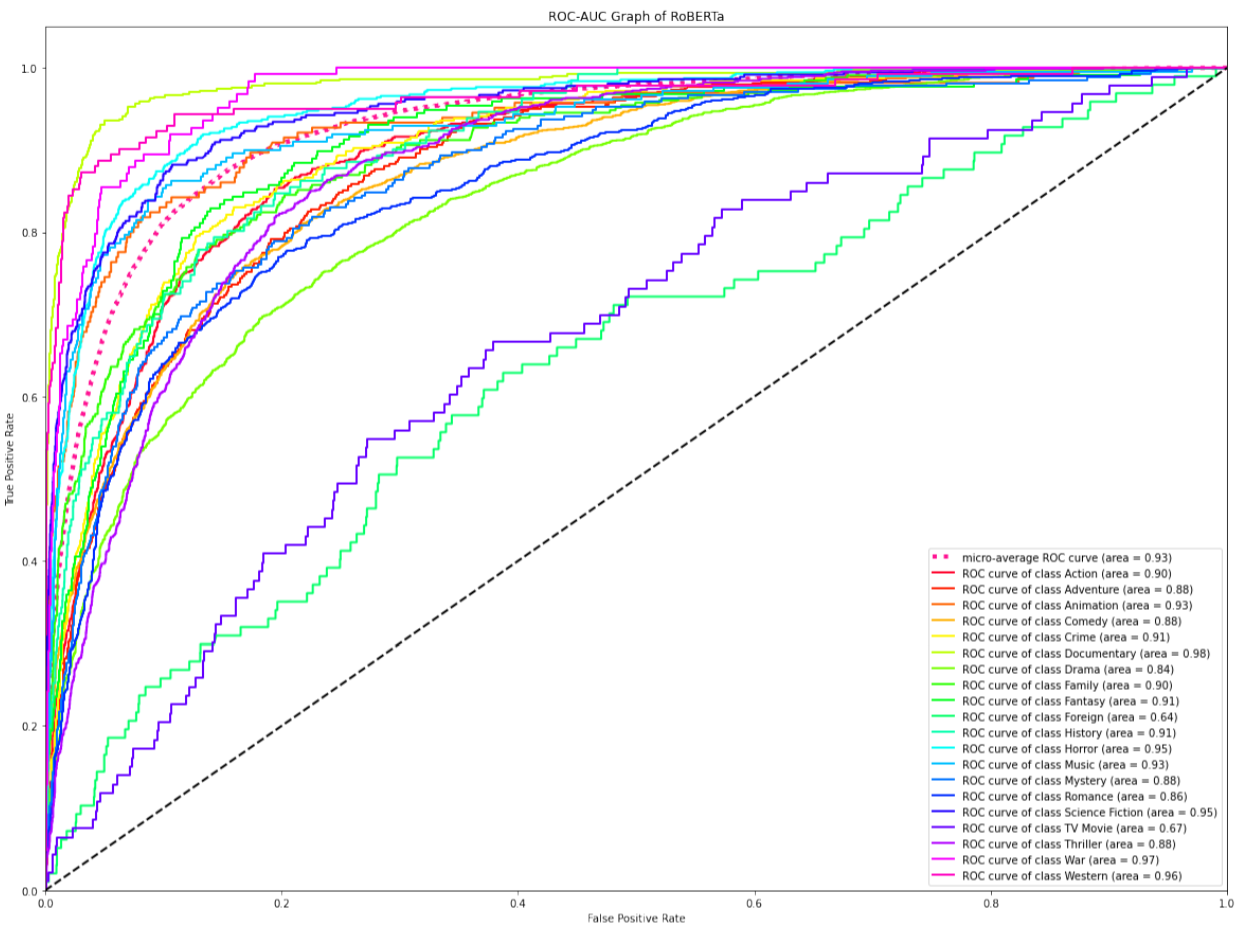 ROC-AUC Graph of RoBERTa
1.0
0.8
0.6
0.4
0.2
0.0
True Positive Rate
0.0
0.2
0.4
0.6
0.8
1.0
False Positive Rate
micro-average ROC curve (area = 0.93)
ROC curve of class Action (area = 0.90)
ROC curve of class Adventure (area = 0.88)
ROC curve of class Animation (area = 0.93)
ROC curve of class Comedy (area = 0.88)
ROC curve of class Crime (area = 0.91)
ROC curve of class Documentary (area = 0.98)
ROC curve of class Drama (area = 0.84)
ROC curve of class Family (area = 0.90)
ROC curve of class Fantasy (area = 0.91)
ROC curve of class Foreign (area = 0.64)
ROC curve of class History (area = 0.91)
ROC curve of class Horror (area = 0.95)
ROC curve of class Music (area = 0.93)
ROC curve of class Mystery (area = 0.88)
ROC curve of class Romance (area = 0.86)
ROC curve of class Science Fiction (area = 0.95)
ROC curve of class TV Movie (area = 0.67)
ROC curve of class Thriller (area = 0.88)
ROC curve of class War (area = 0.97)
ROC curve of class Western (area = 0.96)